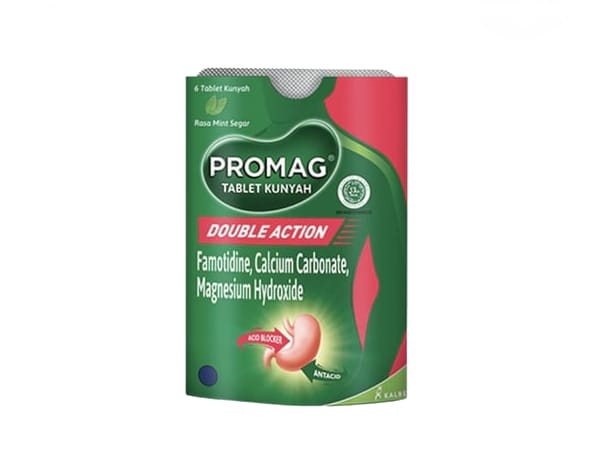 6 Tablet Kunyah
Rasa Mint Segar
PROMAG®
TABLET KUNYAH
DOUBLE ACTION
Famotidine, Calcium Carbonate,
Magnesium Hydroxide
ACID BLOCKER
ANTACID